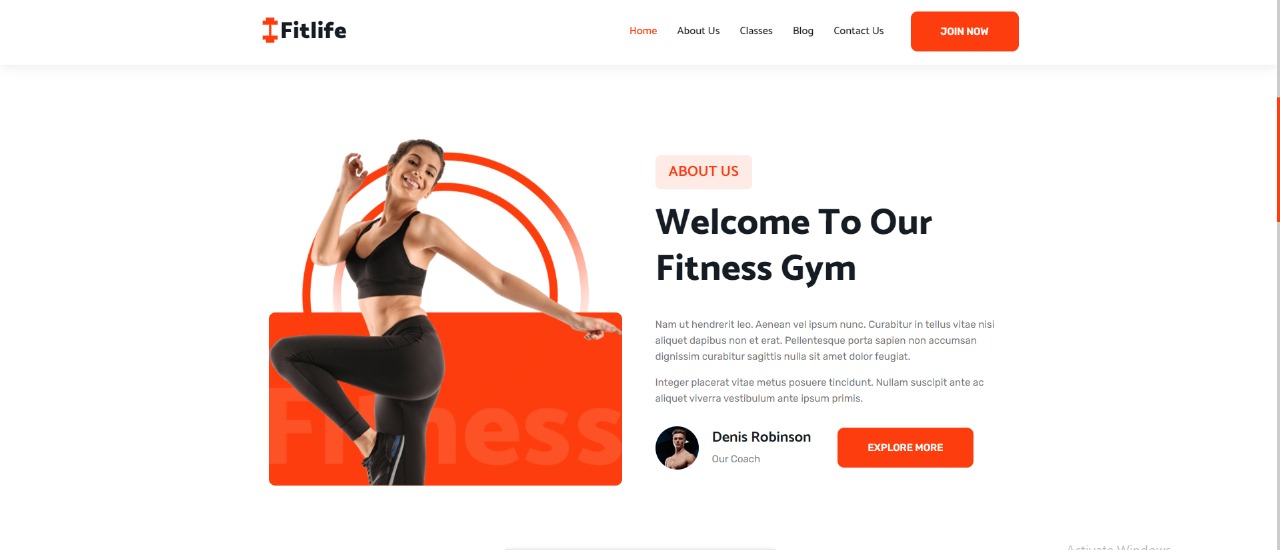 Fitlife
Home About Us Classes Blog Contact Us JOIN NOW
ABOUT US
Welcome To Our
Fitness Gym
Nam ut hendrerit leo. Aenean vel ipsum nunc. Curabitur in tellus vitae nisi
aliquet dapibus non et erat. Pellentesque porta sapien non accumsan
dignissim curabitur sagittis nulla sit amet dolor feugiat.
Integer placerat vitae metus posuere tincidunt. Nullam suscipit ante ac
aliquet viverra vestibulum ante ipsum primis.
Fitness
Denis Robinson
Our Coach
EXPLORE MORE
Activate Windows